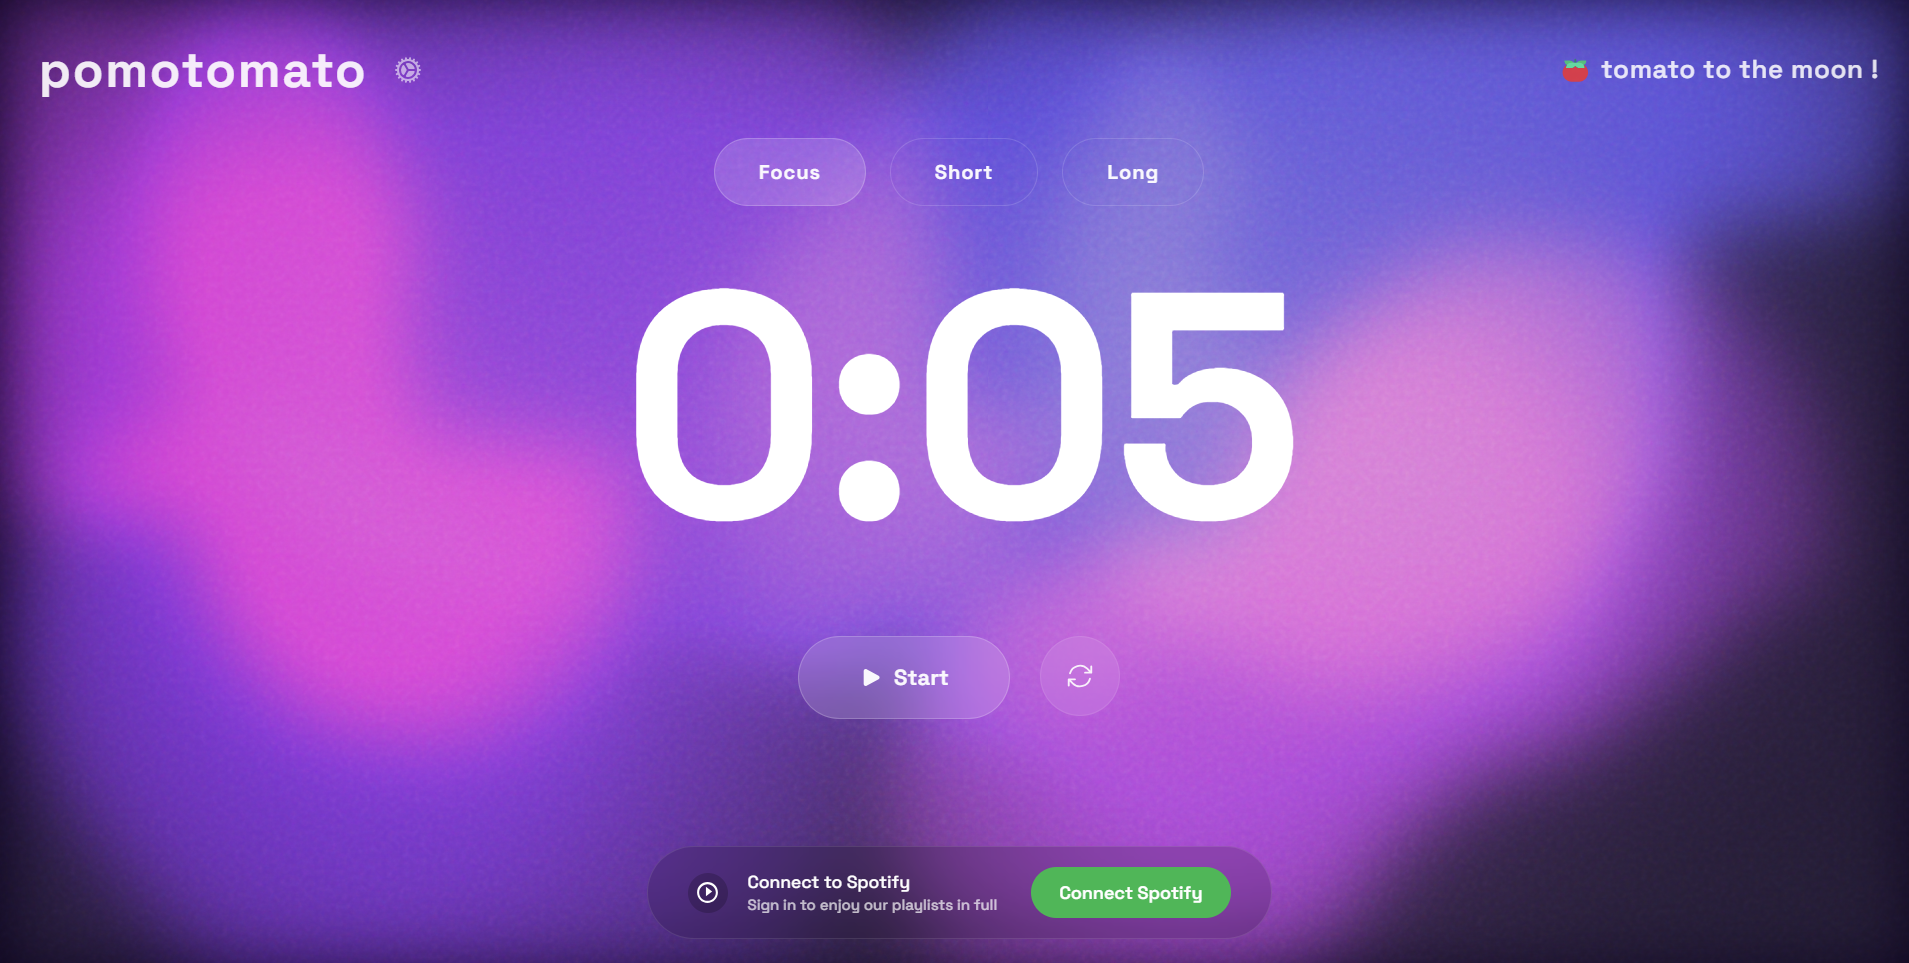 pomotomato
tomato to the moon !
Focus
Short
Long
0:05
Start
Connect to Spotify
Sign in to enjoy our playlists in full
Connect Spotify